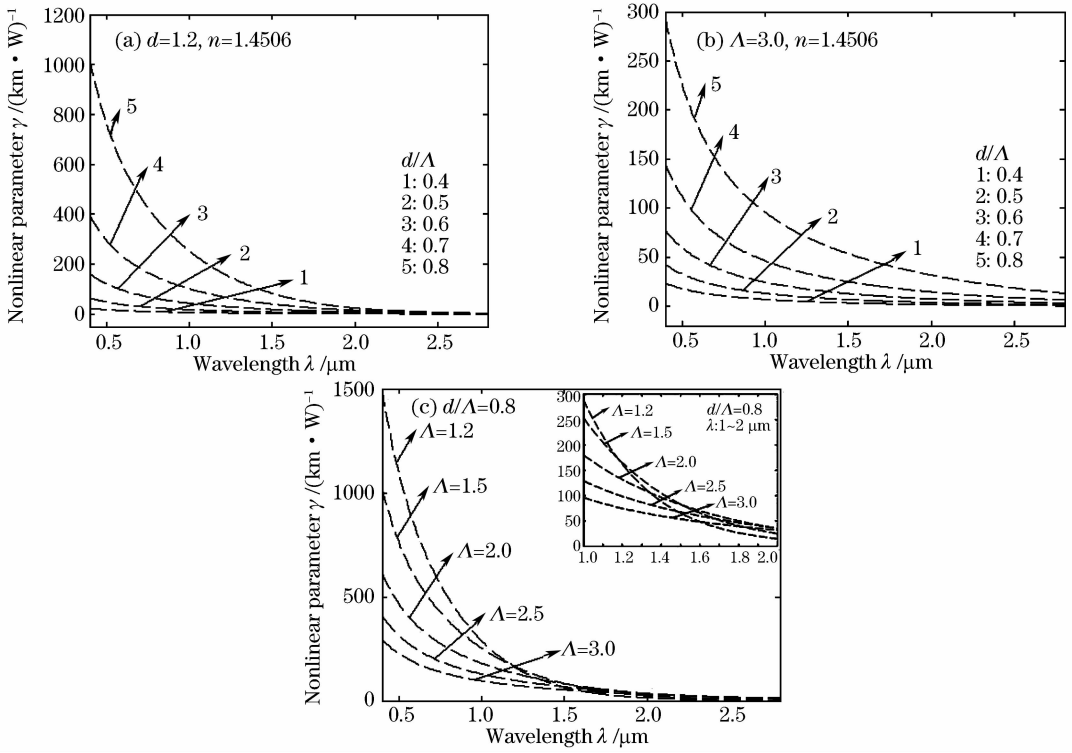 (a) d=1.2, n=1.4506
Nonlinear parameter γ /(km · W)⁻¹
1200
1000
800
600
400
200
0
5
4
3
2
1
d/Λ
1: 0.4
2: 0.5
3: 0.6
4: 0.7
5: 0.8
0.5 1.0 1.5 2.0 2.5
Wavelength λ /μm
(b) Λ=3.0, n=1.4506
Nonlinear parameter γ /(km · W)⁻¹
300
250
200
150
100
50
0
5
4
3
2
1
d/Λ
1: 0.4
2: 0.5
3: 0.6
4: 0.7
5: 0.8
0.5 1.0 1.5 2.0 2.5
Wavelength λ /μm
(c) d/Λ=0.8
Nonlinear parameter γ /(km · W)⁻¹
1500
1000
500
0
Λ=1.2
Λ=1.5
Λ=2.0
Λ=2.5
Λ=3.0
0.5 1.0 1.5 2.0 2.5
Wavelength λ /μm
300
250
200
150
100
50
0
d/Λ=0.8
λ:1~2 μm
Λ=1.2
Λ=1.5
Λ=2.0
Λ=2.5
Λ=3.0
1.0 1.2 1.4 1.6 1.8 2.0